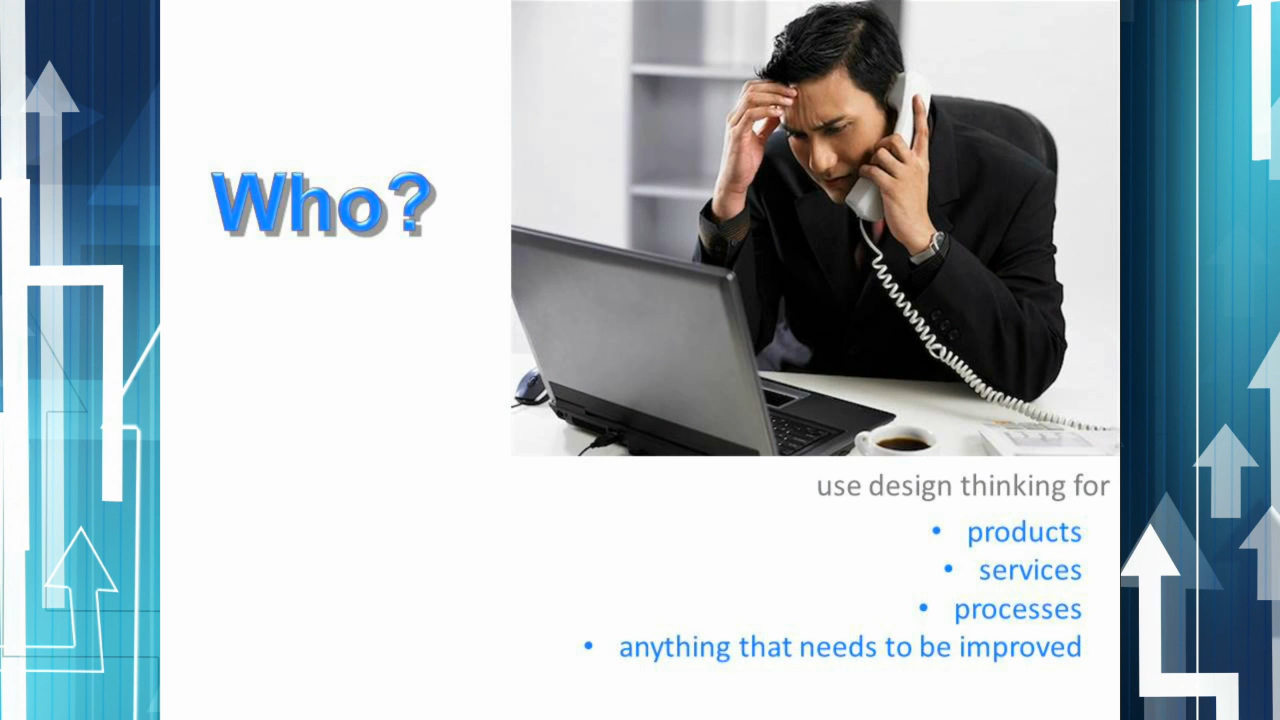 Who?
use design thinking for
• products
• services
• processes
• anything that needs to be improved